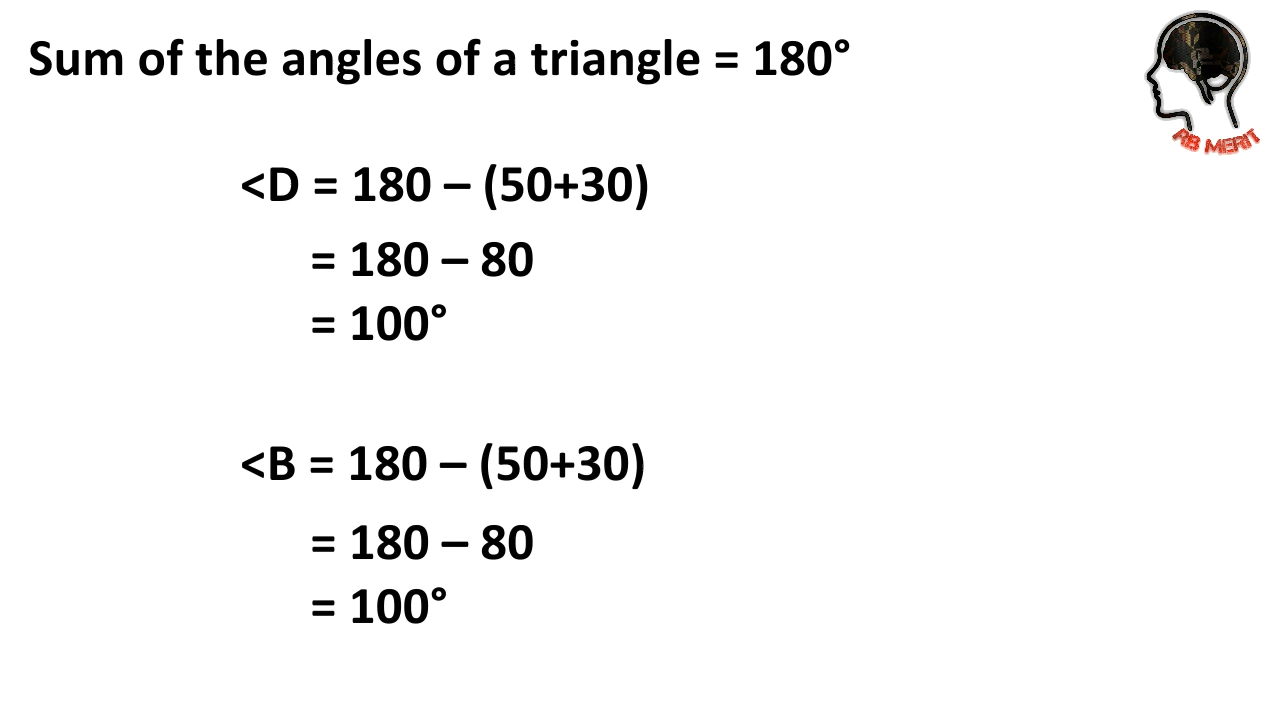 Sum of the angles of a triangle = 180°
RB MERIT
<D = 180 – (50+30)
= 180 – 80
= 100°
<B = 180 – (50+30)
= 180 – 80
= 100°